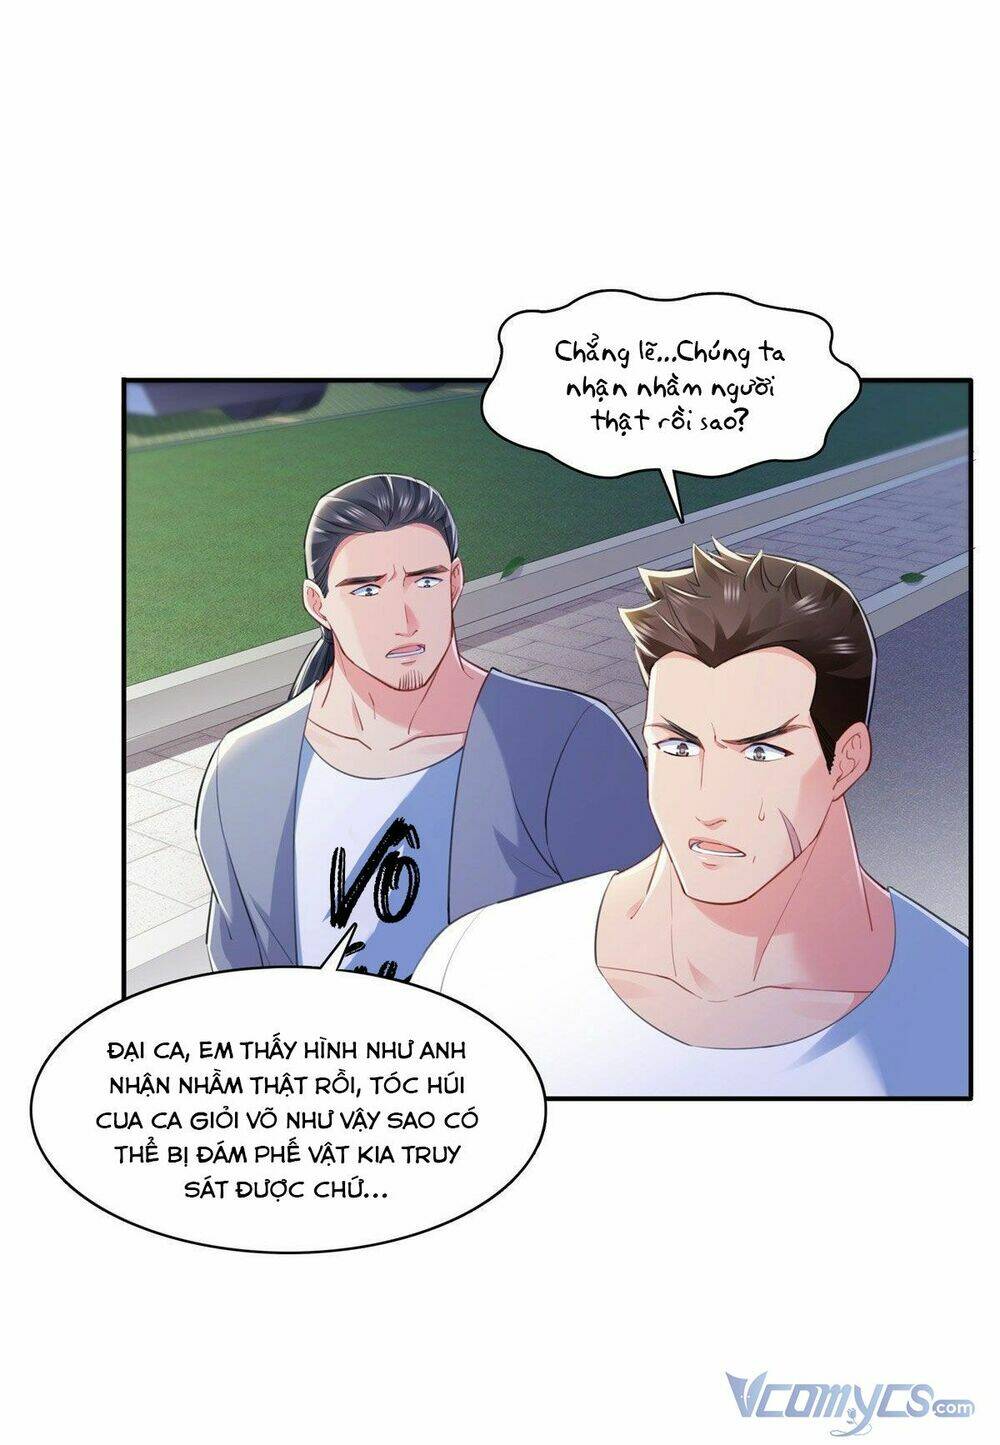 Chẳng lẽ...Chúng ta
nhận nhầm người
thật rồi sao?
VÔ
ĐẠI CA, EM THẤY HÌNH NHƯ ANH
NHẬN NHẦM THẬT RỒI, TÓC HÚI
CUA CA GIỎI VÕ NHƯ VẬY SAO CÓ
THỂ BỊ ĐÁM PHẾ VẬT KIA TRUY
SÁT ĐƯỢC CHỨ...
VCOMYCS.com